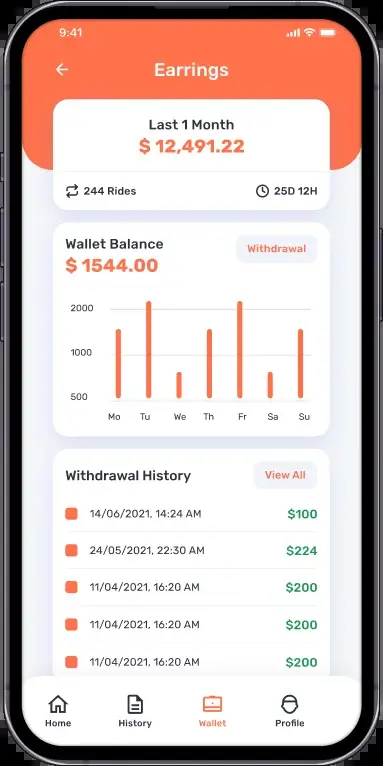 9:41
Earrings
Last 1 Month
$ 12,491.22
244 Rides 25D 12H
Wallet Balance
Withdrawal
$ 1544.00
2000
1000
500
Mo Tu We Th Fr Sa Su
Withdrawal History View All
14/06/2021, 14:24 AM $100
24/05/2021, 22:30 AM $224
11/04/2021, 16:20 AM $200
11/04/2021, 16:20 AM $200
11/04/2021, 16:20 AM $200
Home History Wallet Profile